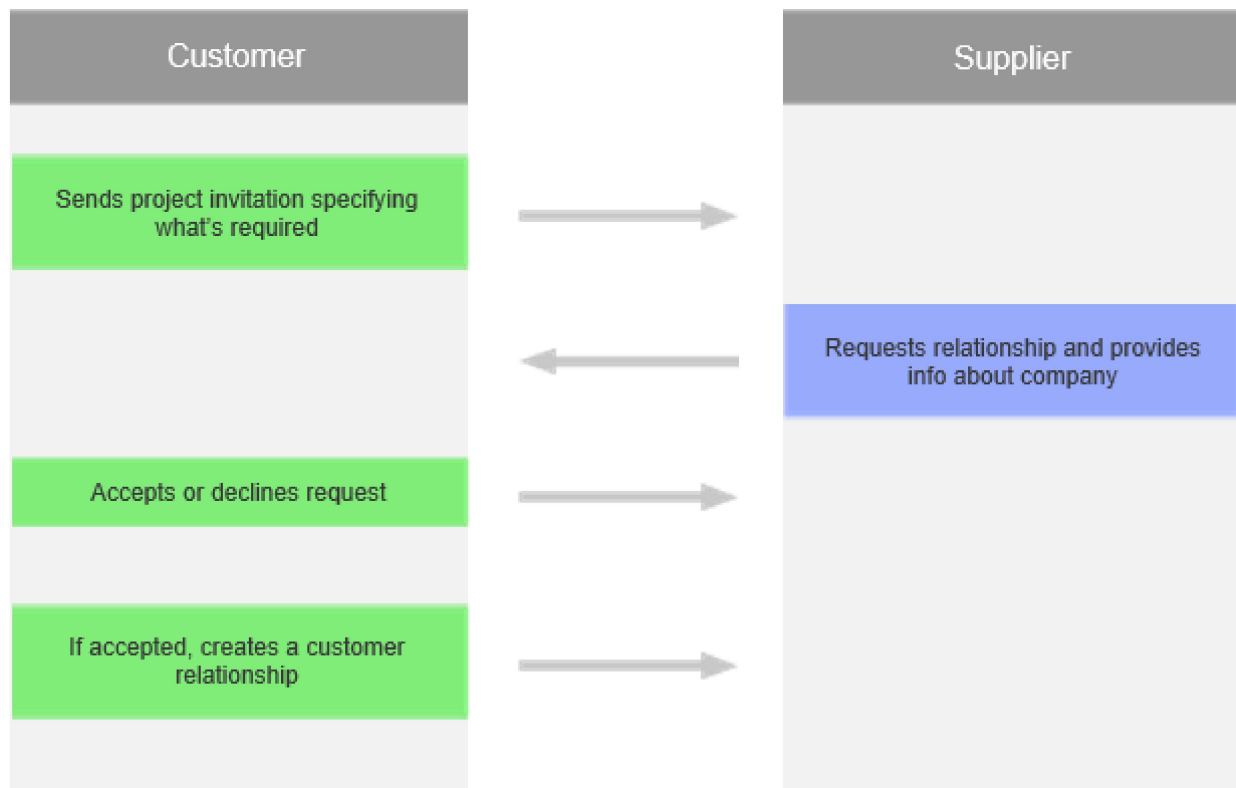 Customer
Supplier
Sends project invitation specifying
what's required
Requests relationship and provides
info about company
Accepts or declines request
If accepted, creates a customer
relationship